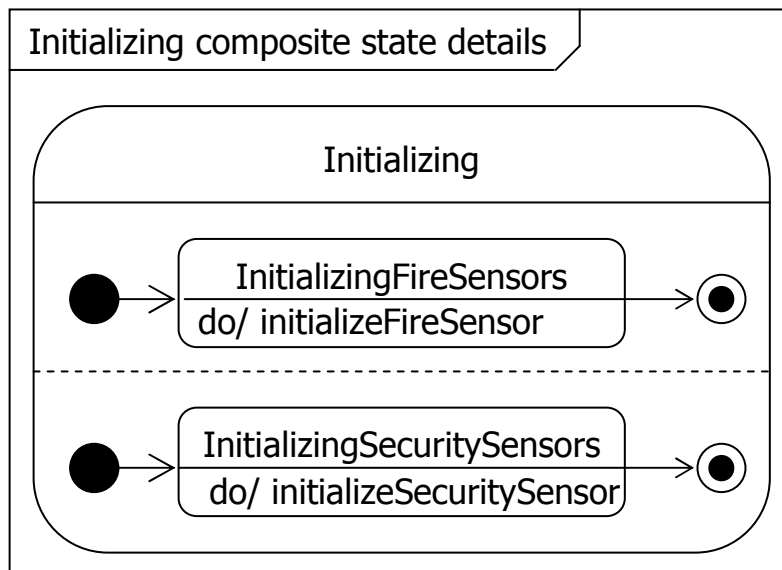 Initializing composite state details
Initializing
InitializingFireSensors
do/ initializeFireSensor
InitializingSecuritySensors
do/ initializeSecuritySensor